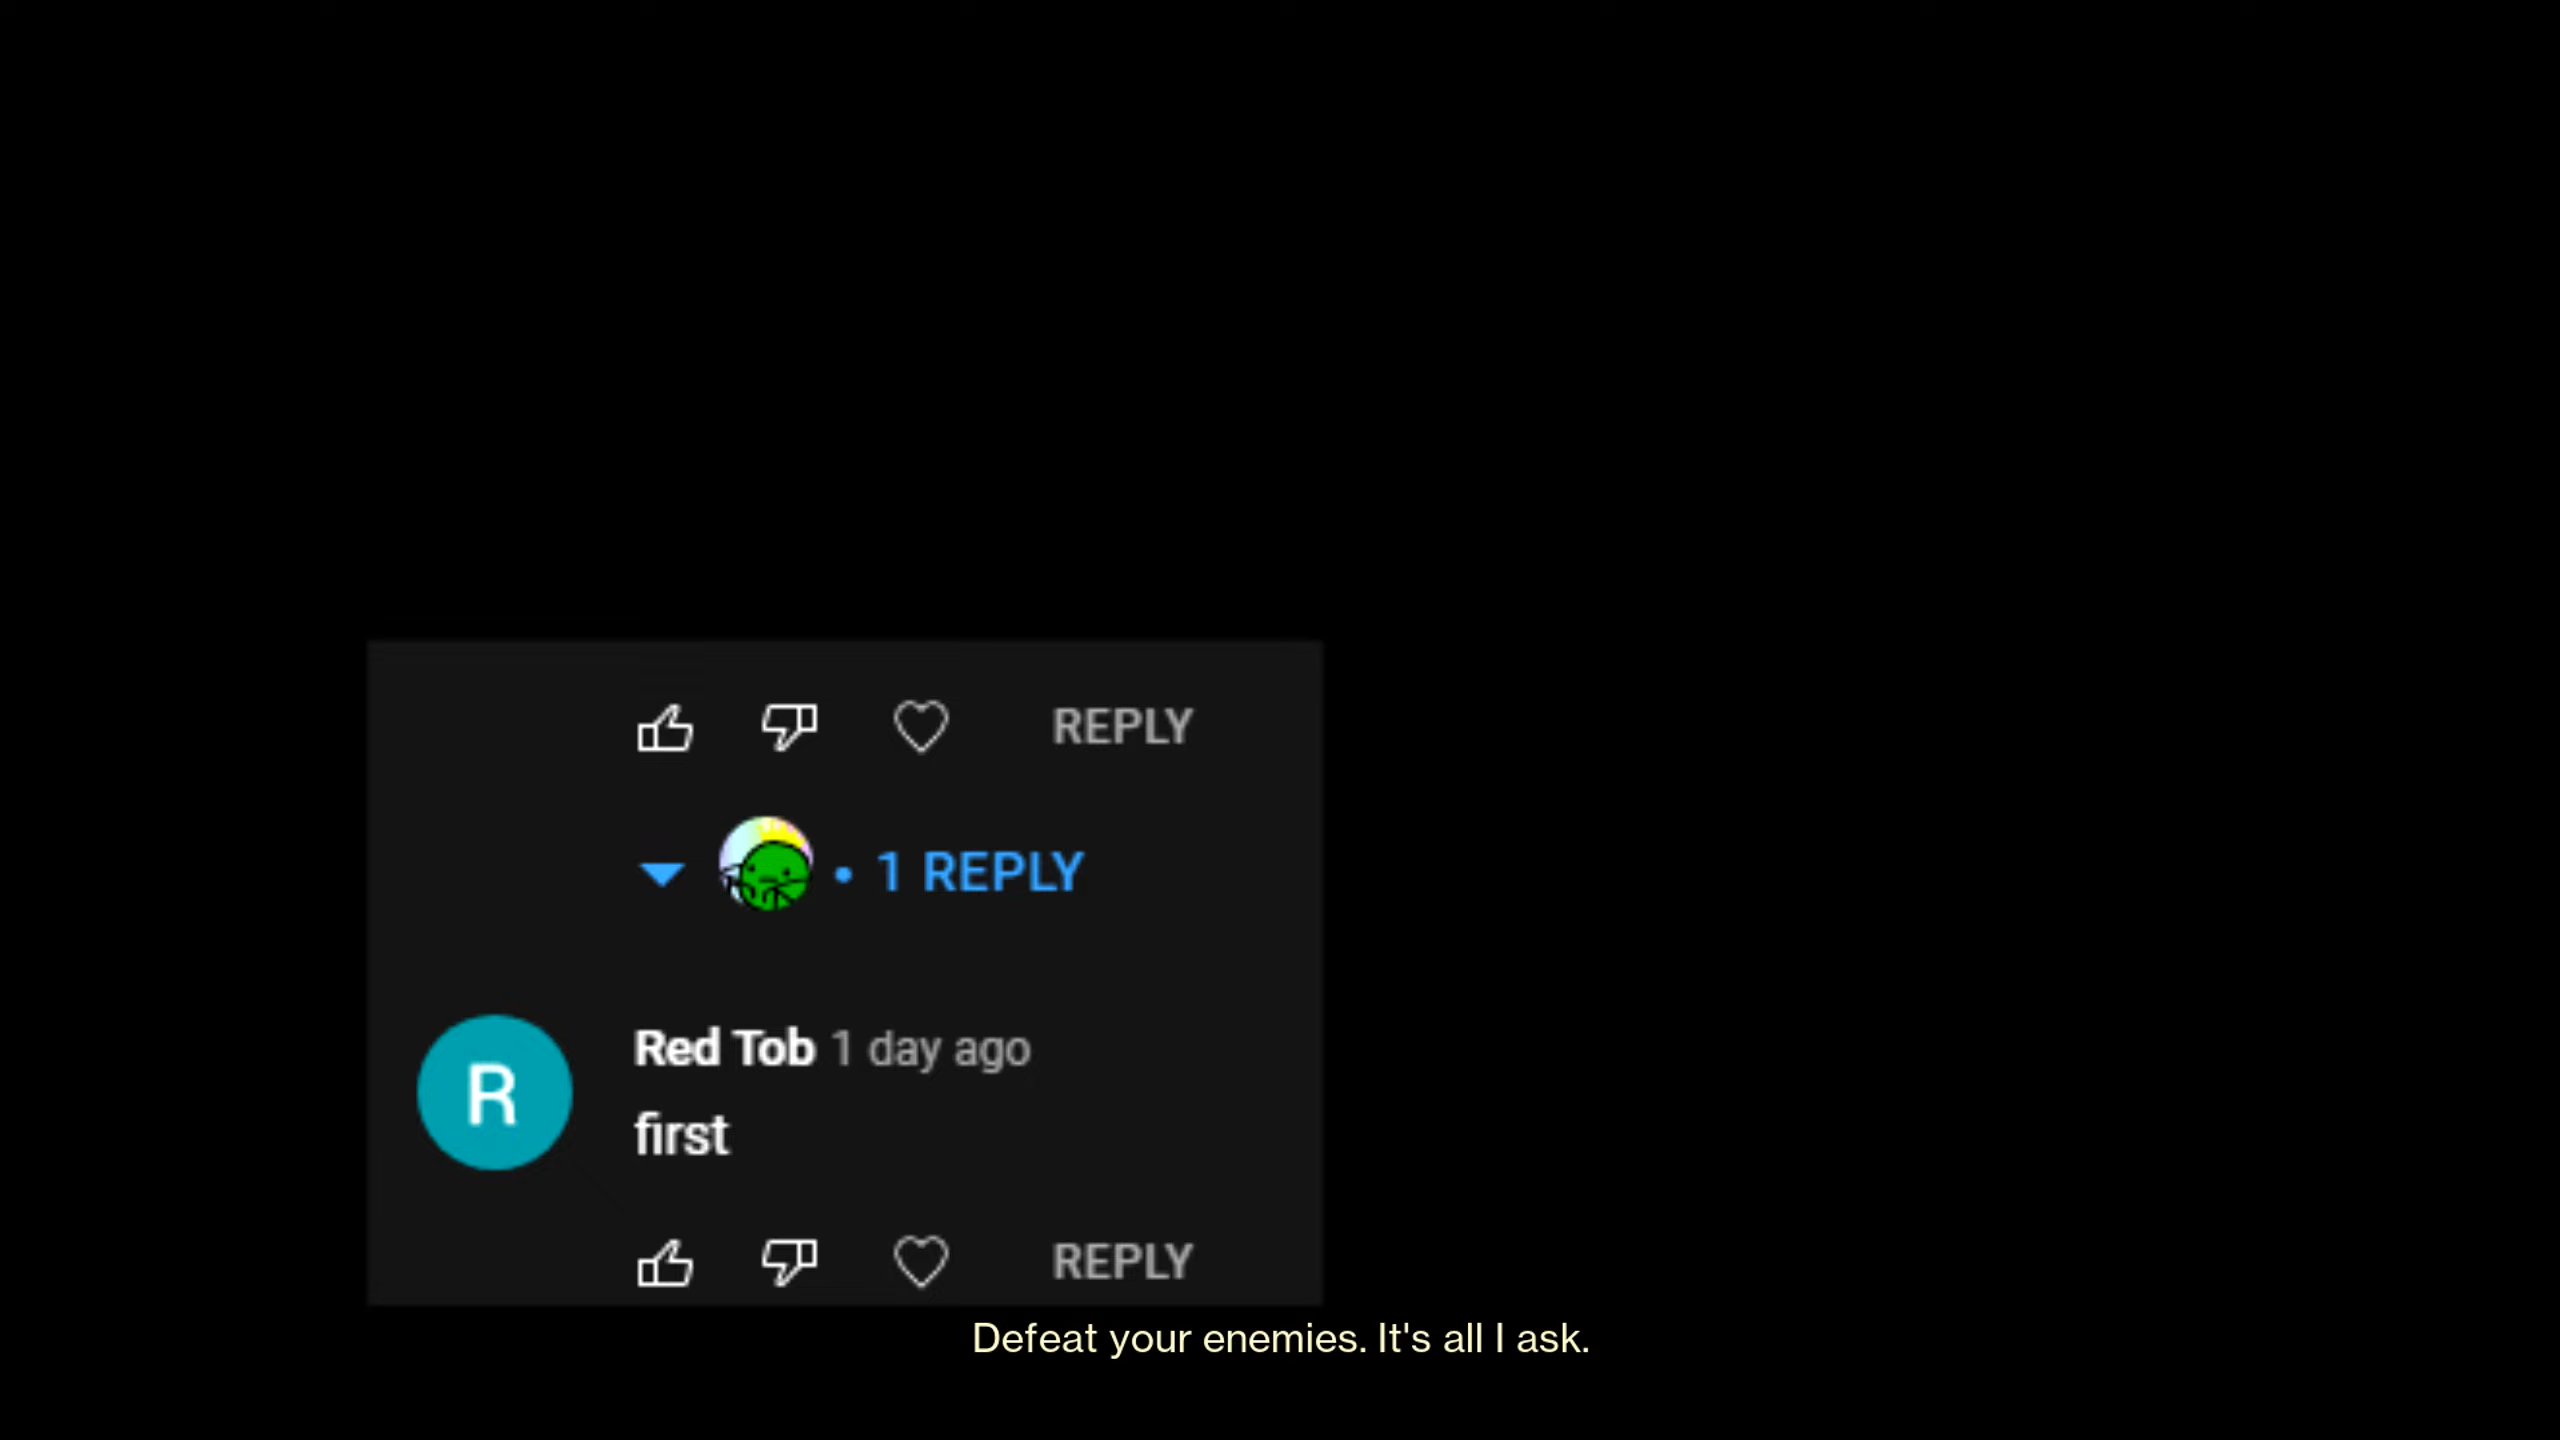 REPLY
• 1 REPLY
R
Red Tob 1 day ago
first
REPLY
Defeat your enemies. It's all I ask.